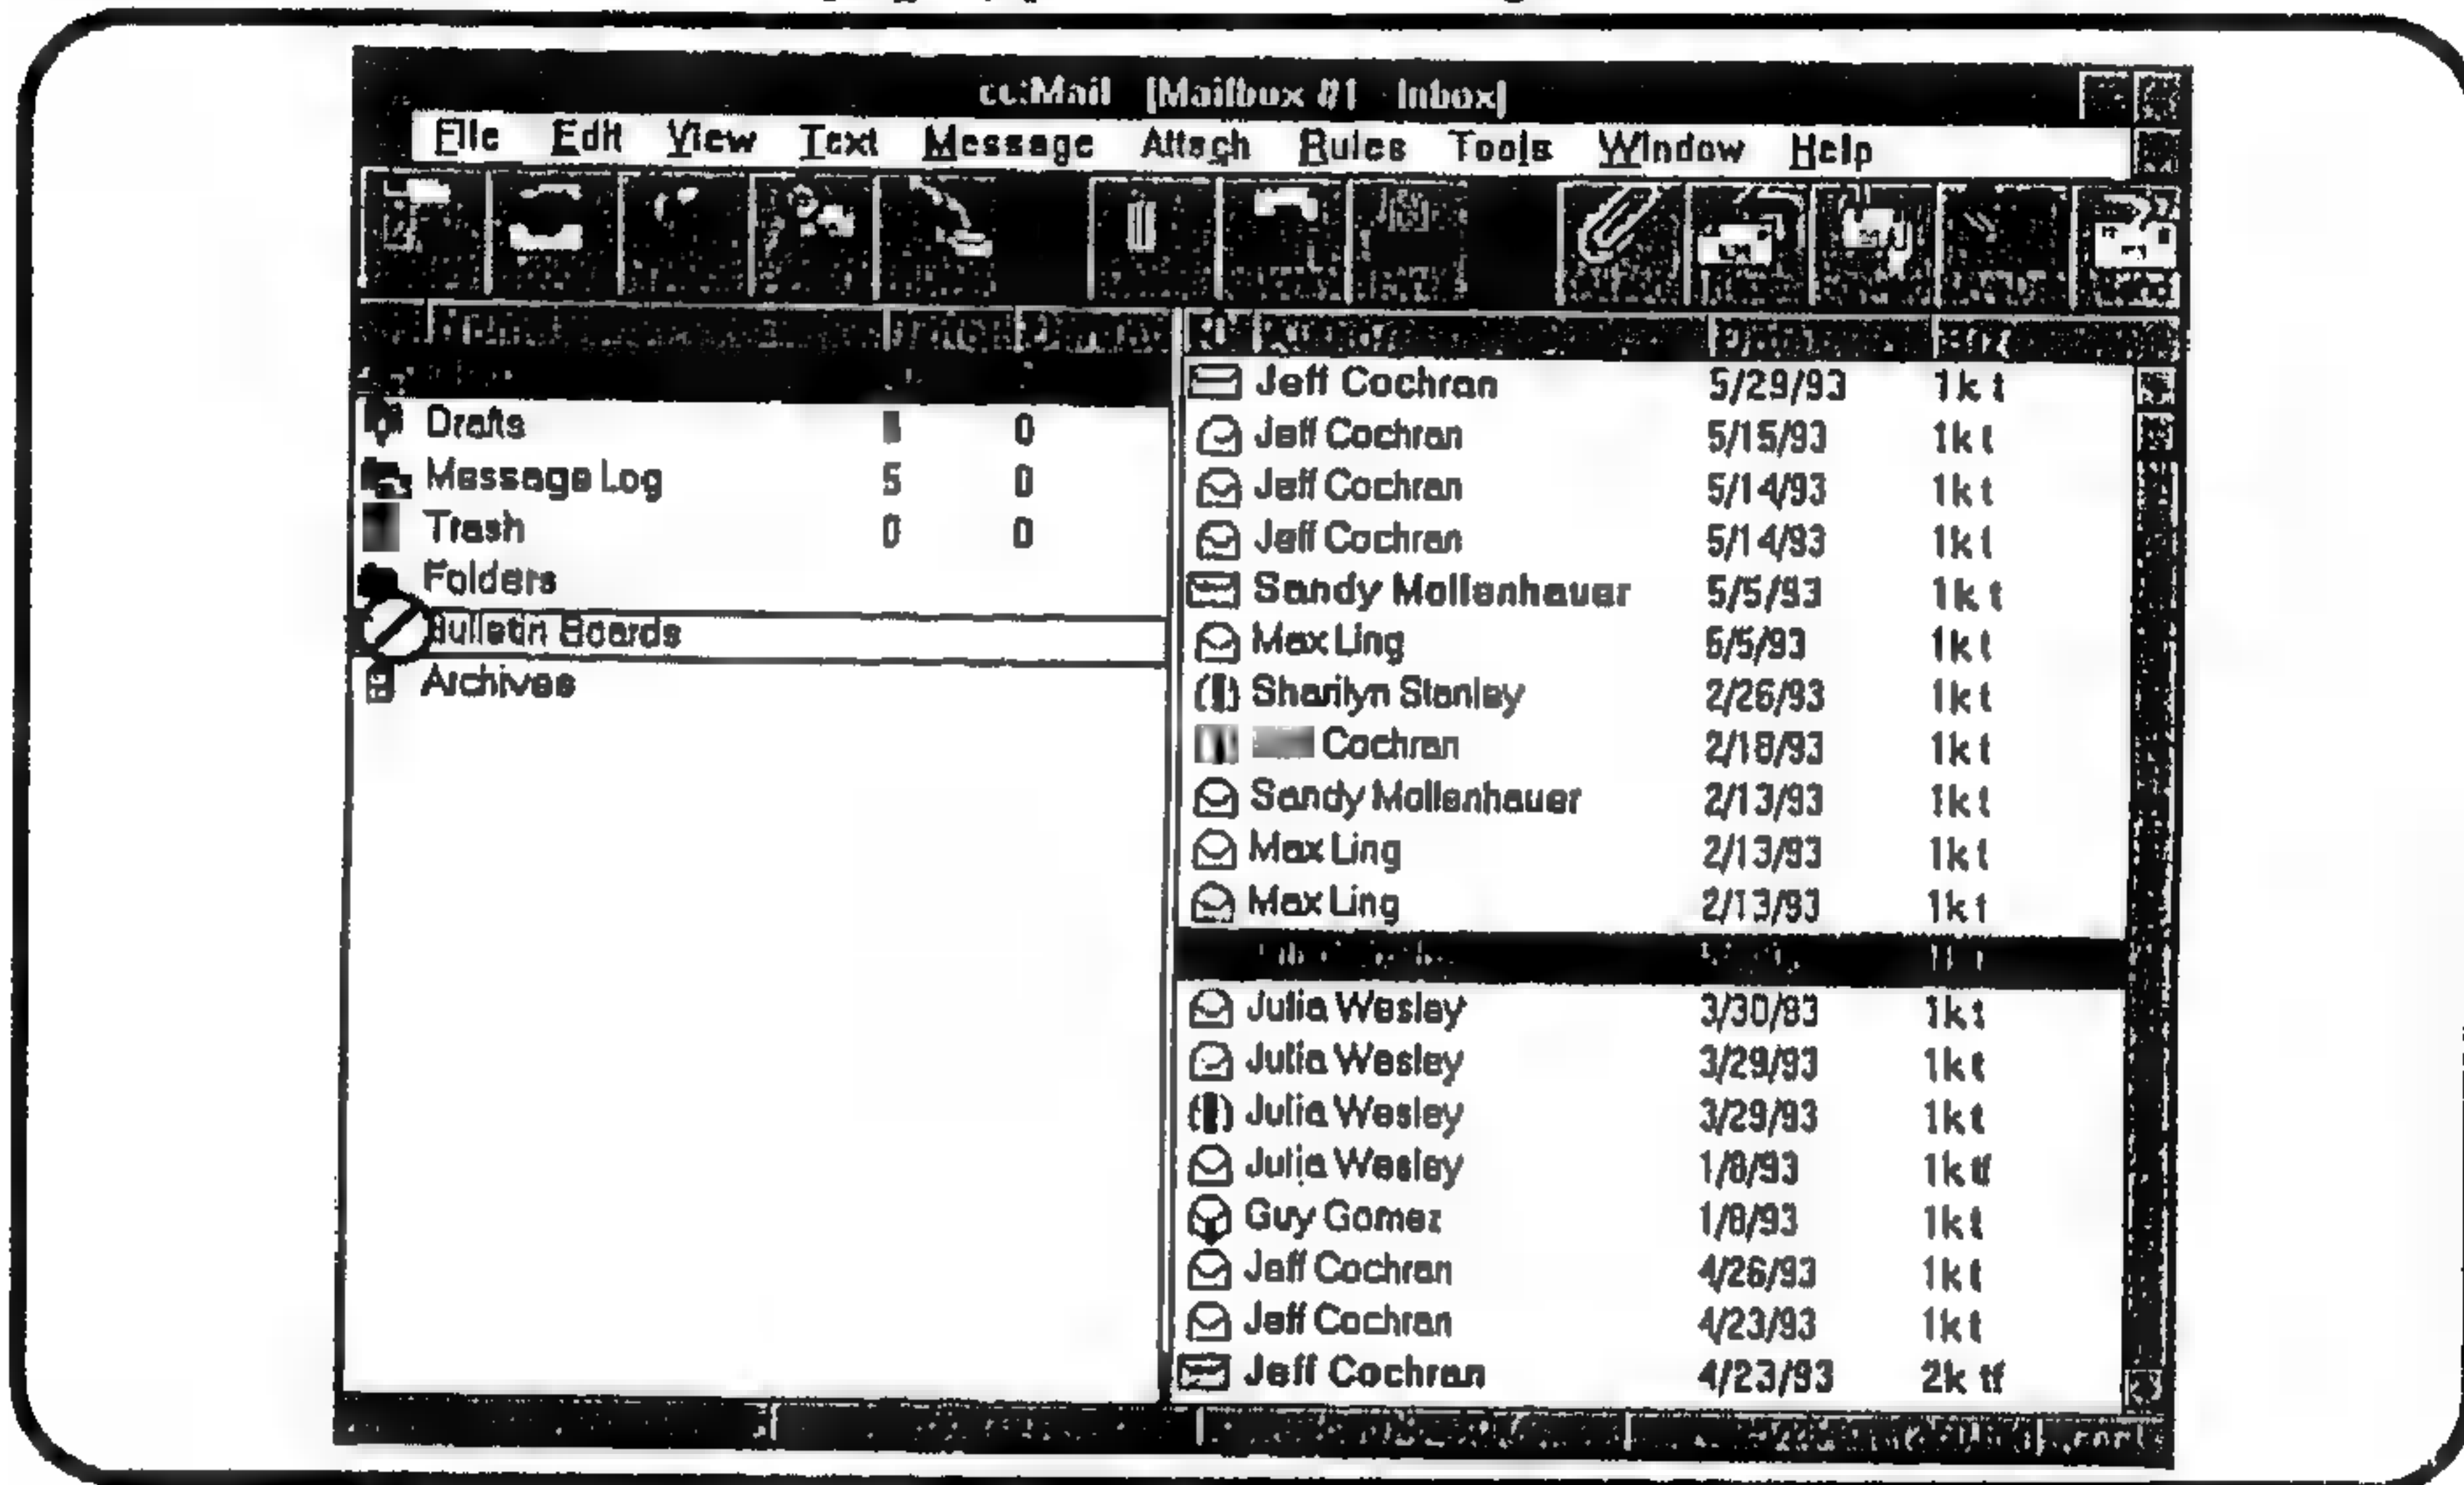 cc:Mail [Mailbox #1 Inbox]
File Edit View Text Message Attach Rules Tools Window Help
Drafts 0
Message Log 5 0
Trash 0 0
Folders
Bulletin Boards
Archives
Jeff Cochran 5/29/93 1k t
Jeff Cochran 5/15/93 1k t
Jeff Cochran 5/14/93 1k t
Jeff Cochran 5/14/93 1k t
Sandy Mollenhauer 5/5/93 1k t
Max Ling 5/5/93 1k t
Sharilyn Stanley 2/26/93 1k t
Cochran 2/18/93 1k t
Sandy Mollenhauer 2/13/93 1k t
Max Ling 2/13/93 1k t
Max Ling 2/13/93 1k t
Julia Wesley 3/30/93 1k t
Julia Wesley 3/29/93 1k t
Julia Wesley 3/29/93 1k t
Julia Wesley 1/8/93 1k tf
Guy Gomez 1/8/93 1k t
Jeff Cochran 4/26/93 1k t
Jeff Cochran 4/23/93 1k t
Jeff Cochran 4/23/93 2k tf